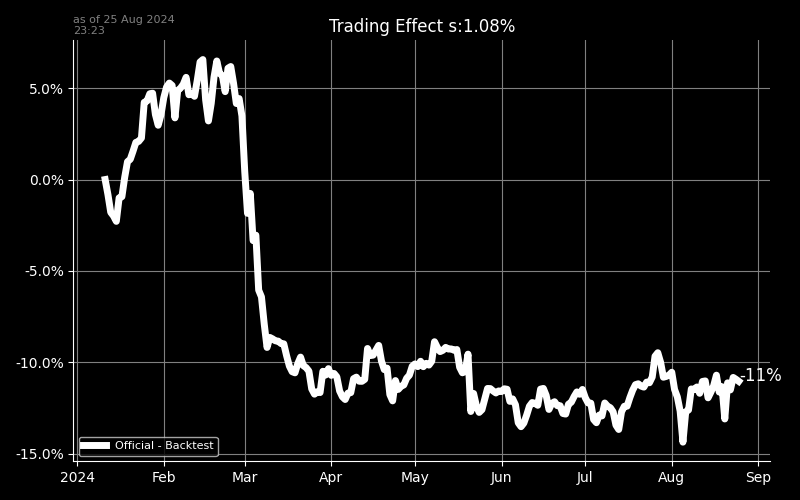 as of 25 Aug 2024
23:23
Trading Effect s:1.08%
5.0%
0.0%
-5.0%
-10.0%
-15.0%
-11%
Official - Backtest
2024 Feb Mar Apr May Jun Jul Aug Sep